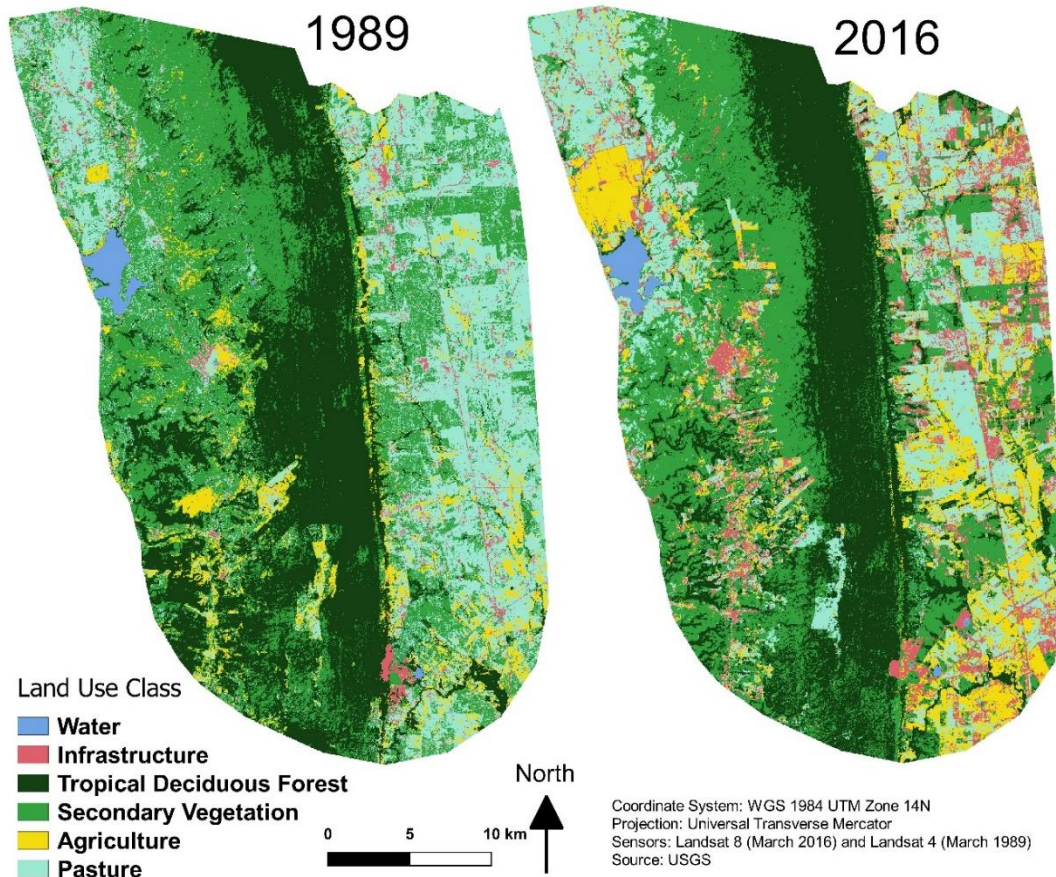 1989
2016
Land Use Class
Water
Infrastructure
Tropical Deciduous Forest
Secondary Vegetation
Agriculture
Pasture
0 5 10 km
North
Coordinate System: WGS 1984 UTM Zone 14N
Projection: Universal Transverse Mercator
Sensors: Landsat 8 (March 2016) and Landsat 4 (March 1989)
Source: USGS